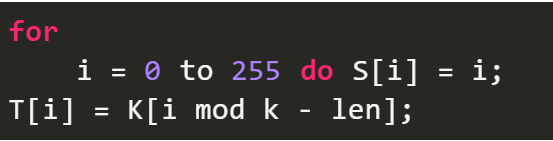 for
i = 0 to 255 do S[i] = i;
T[i] = K[i mod k - len];